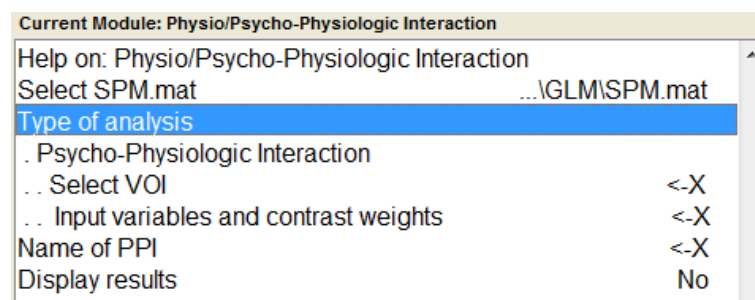 Current Module: Physio/Psycho-Physiologic Interaction
Help on: Physio/Psycho-Physiologic Interaction
Select SPM.mat ...\GLM\SPM.mat
Type of analysis
. Psycho-Physiologic Interaction
. . Select VOI <-X
. . Input variables and contrast weights <-X
Name of PPI <-X
Display results No